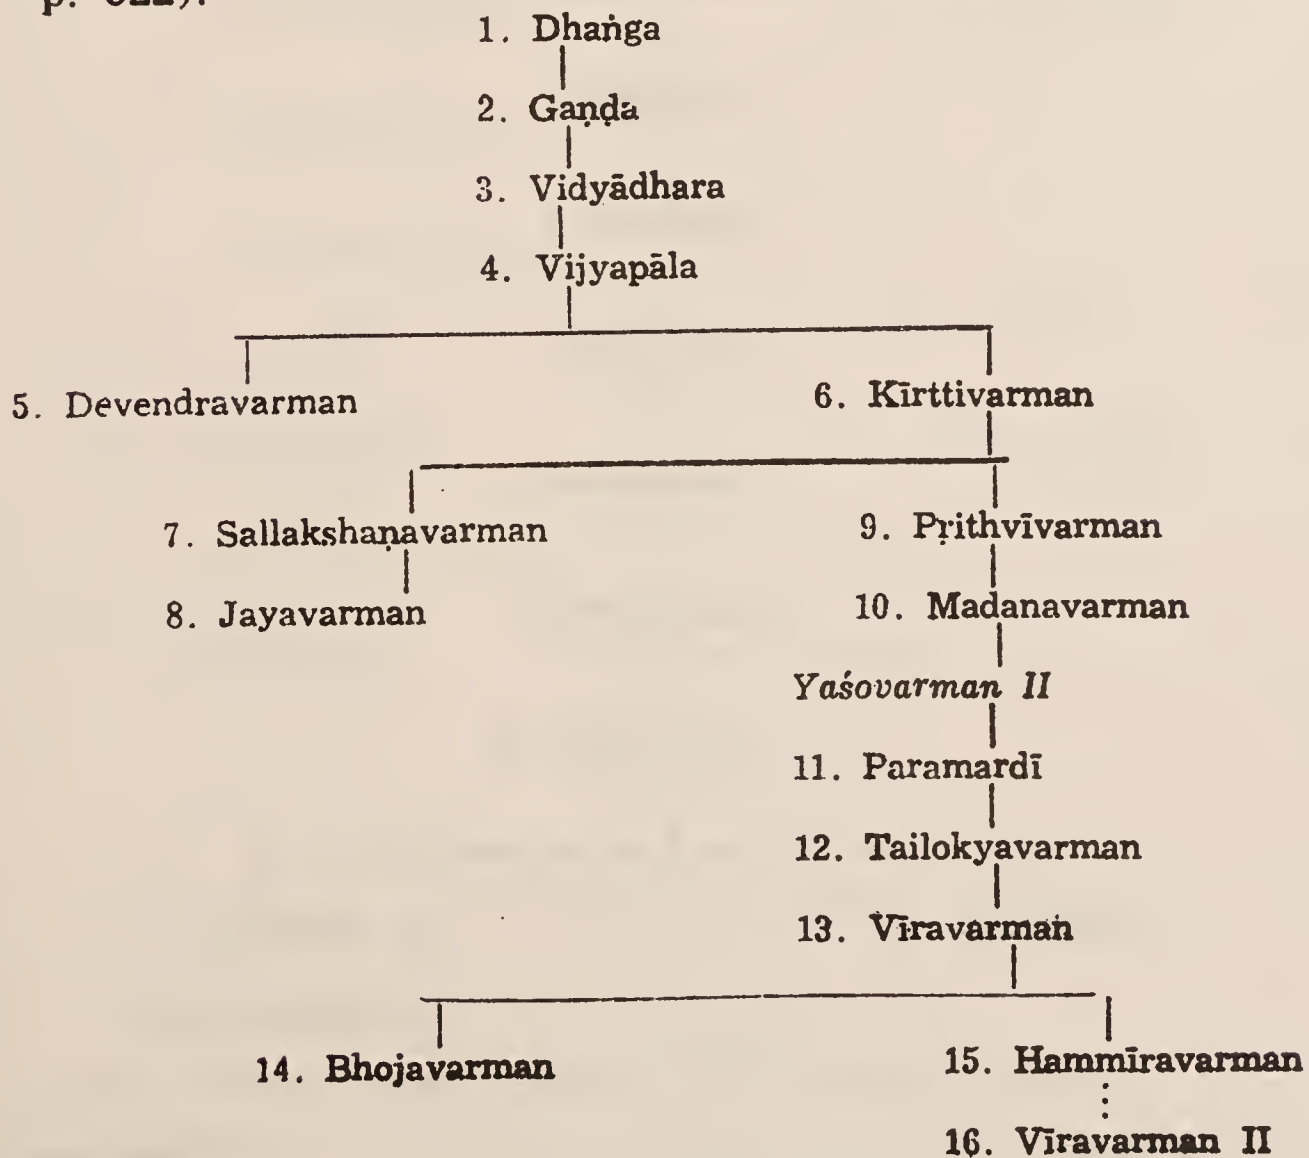 1. Dhaṅga
2. Gaṇḍa
3. Vidyādhara
4. Vijyapāla
5. Devendravarman 6. Kīrttivarman
7. Sallakshaṇavarman 9. Pṛithvīvarman
8. Jayavarman 10. Madanavarman
Yaśovarman II
11. Paramardī
12. Tailokyavarman
13. Vīravarman
14. Bhojavarman 15. Hammīravarman
16. Vīravarman II